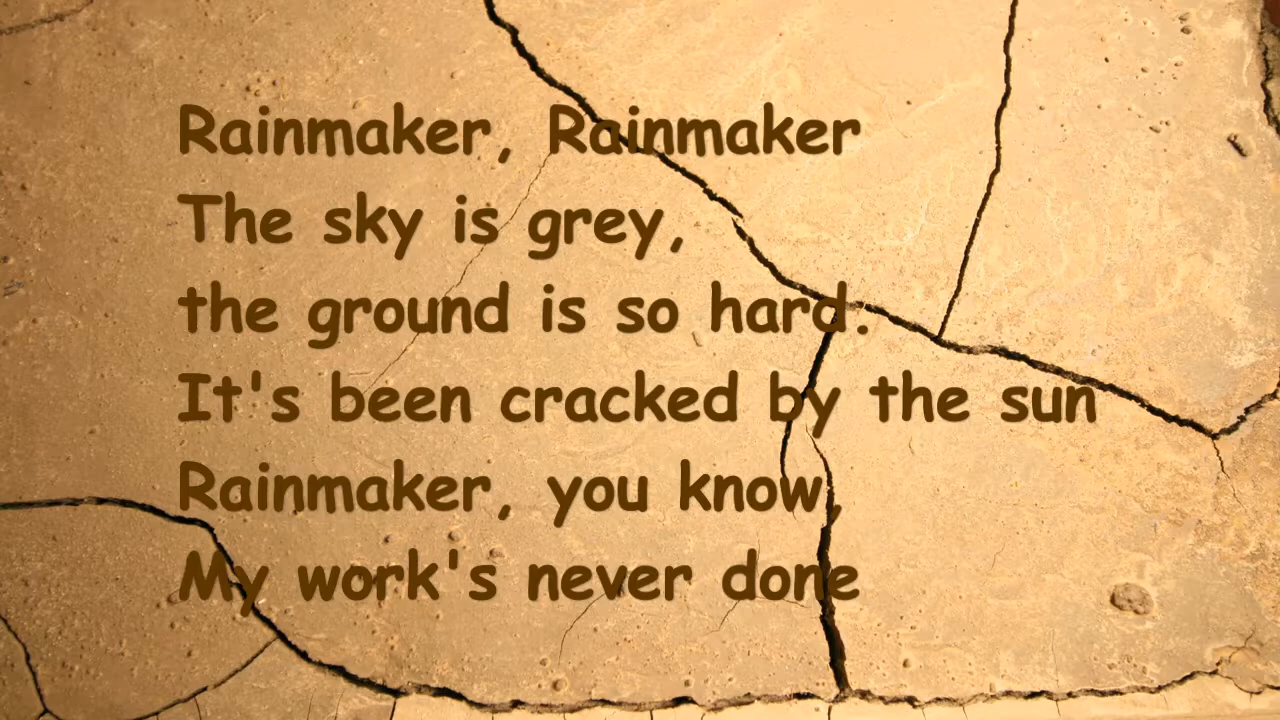 Rainmaker, Rainmaker
The sky is grey,
the ground is so hard.
It's been cracked by the sun
Rainmaker, you know,
My work's never done